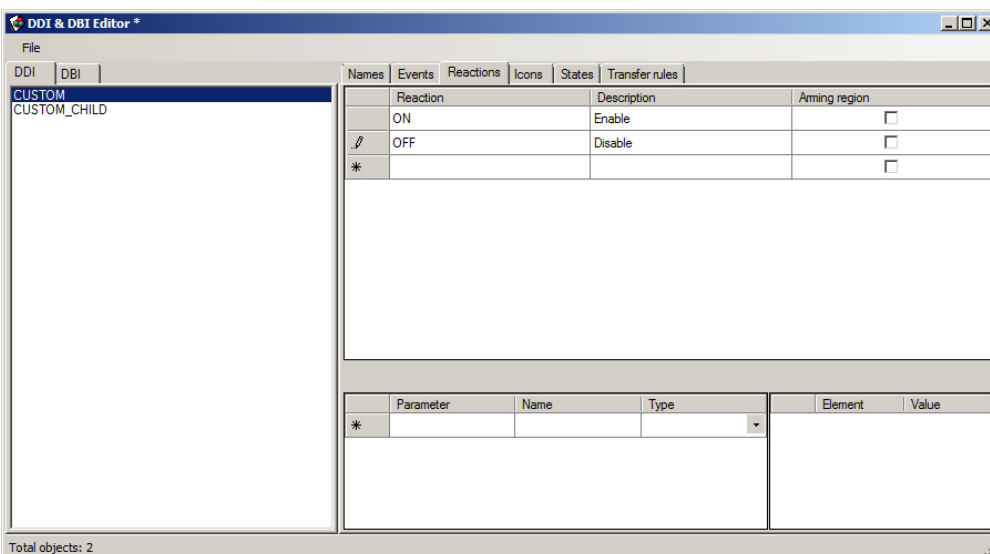 DDI & DBI Editor *
File
DDI DBI
Names Events Reactions Icons States Transfer rules
CUSTOM
CUSTOM_CHILD
Reaction Description Arming region
ON Enable
OFF Disable
Parameter Name Type
Element Value
Total objects: 2